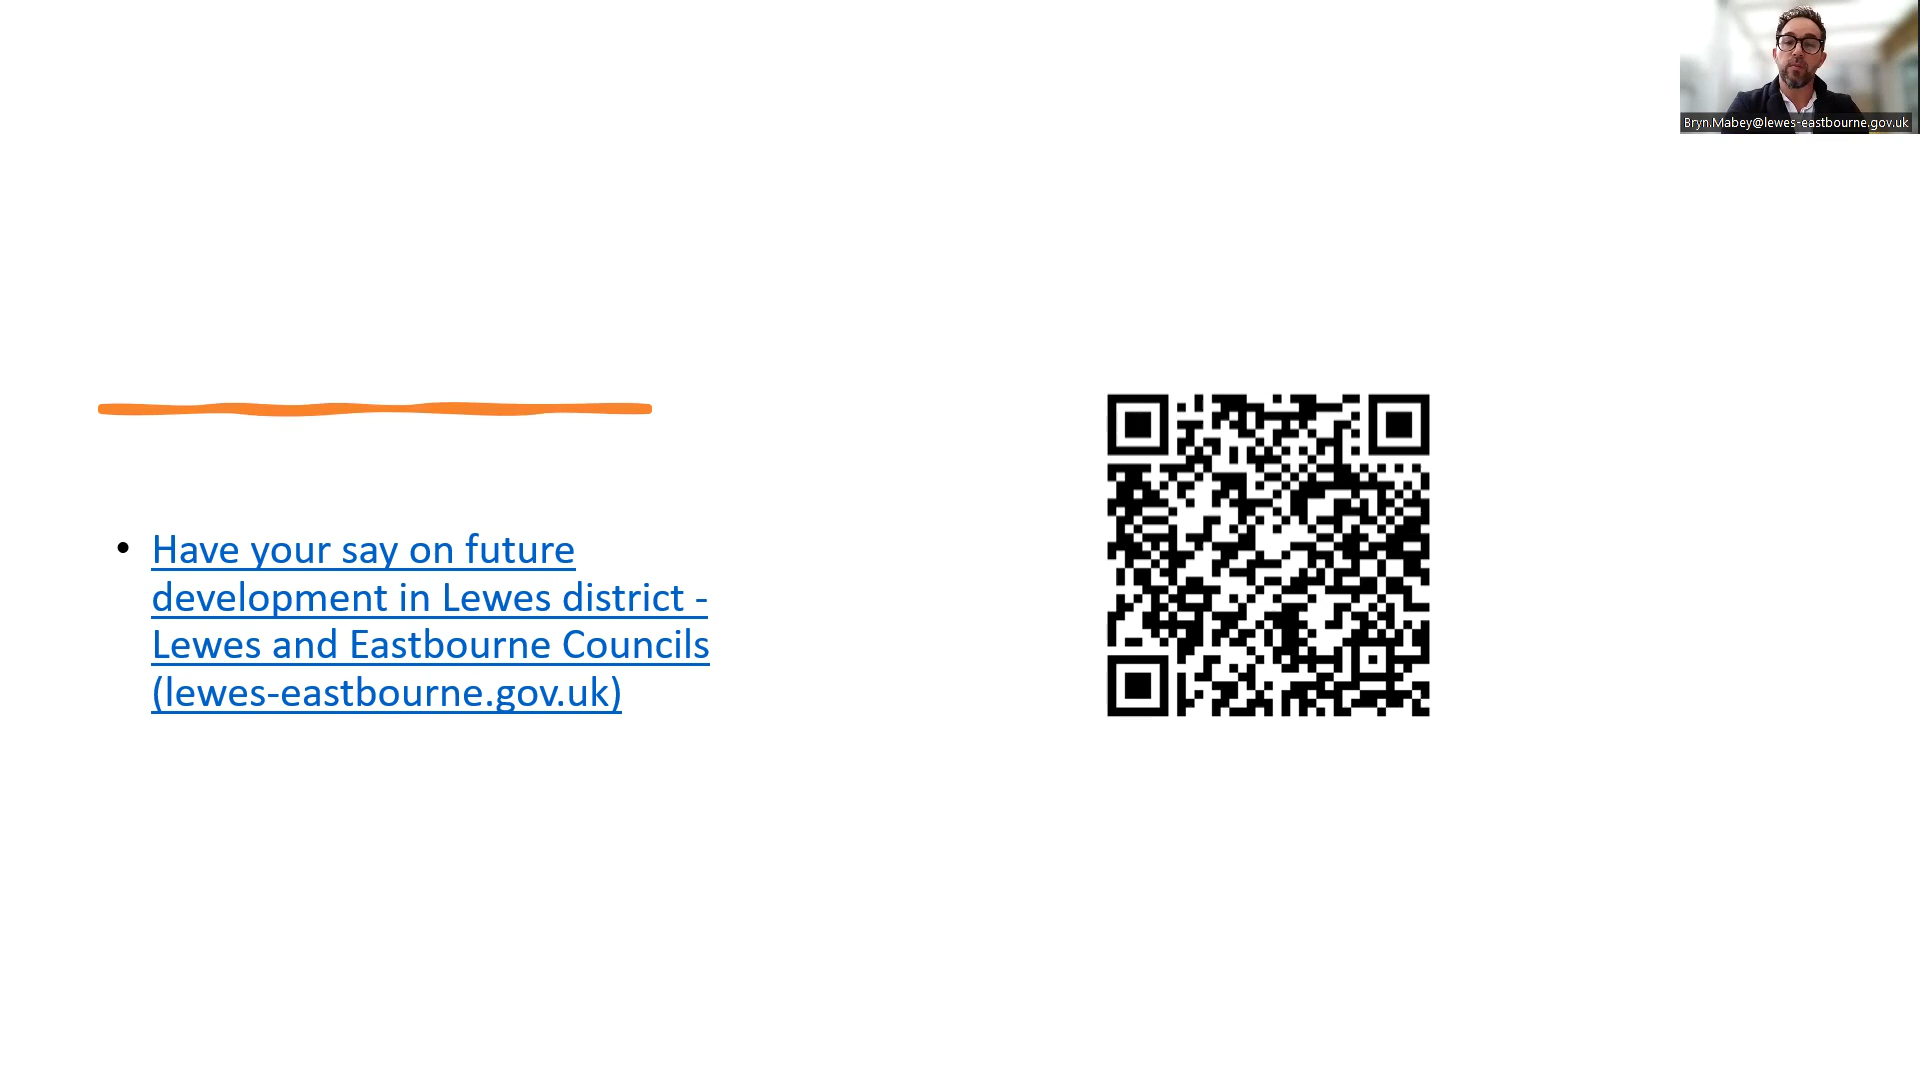 Bryn.Mabey@lewes-eastbourne.gov.uk
• Have your say on future
development in Lewes district -
Lewes and Eastbourne Councils
(lewes-eastbourne.gov.uk)